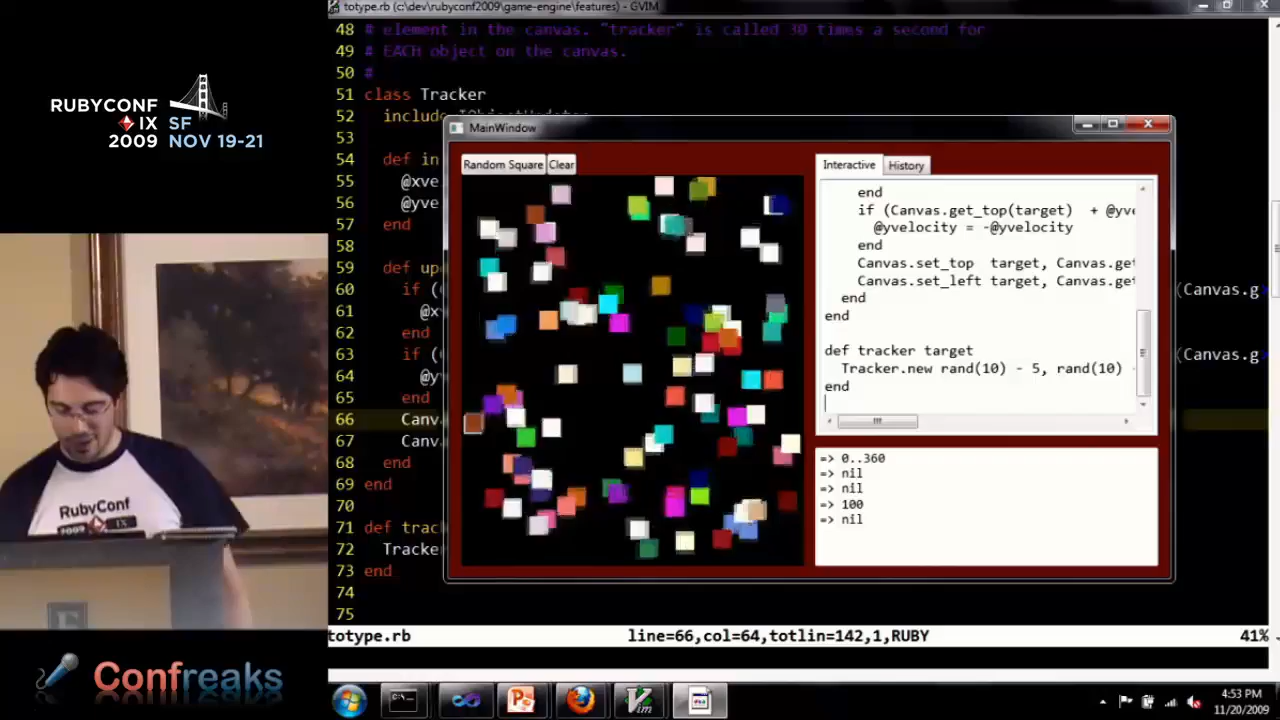 RUBYCONF
IX SF
2009 NOV 19-21
RubyConf
2009 IX
Confreaks
totype.rb (c:\dev\rubyconf2009\game-engine\features) - GVIM
48 # element in the canvas. "tracker" is called 30 times a second for
49 # EACH object on the canvas.
50 #
51 class Tracker
52 include
53
54 def in
55 @xve
56 @yve
57 end
58
59 def up
60 if ( (Canvas.g
61 @x
62 end
63 if ( (Canvas.g
64 @y
65 end
66 Canv
67 Canv
68 end
69 end
70
71 def trac
72 Tracke
73 end
74
75
totype.rb line=66,col=64,totlin=142,1,RUBY 41%
MainWindow
Random Square Clear
Interactive History
end
if (Canvas.get_top(target) + @yve
@yvelocity = -@yvelocity
end
Canvas.set_top target, Canvas.get
Canvas.set_left target, Canvas.get
end
end
def tracker target
Tracker.new rand(10) - 5, rand(10) -
end
=> 0..360
=> nil
=> nil
=> 100
=> nil
4:53 PM
11/20/2009